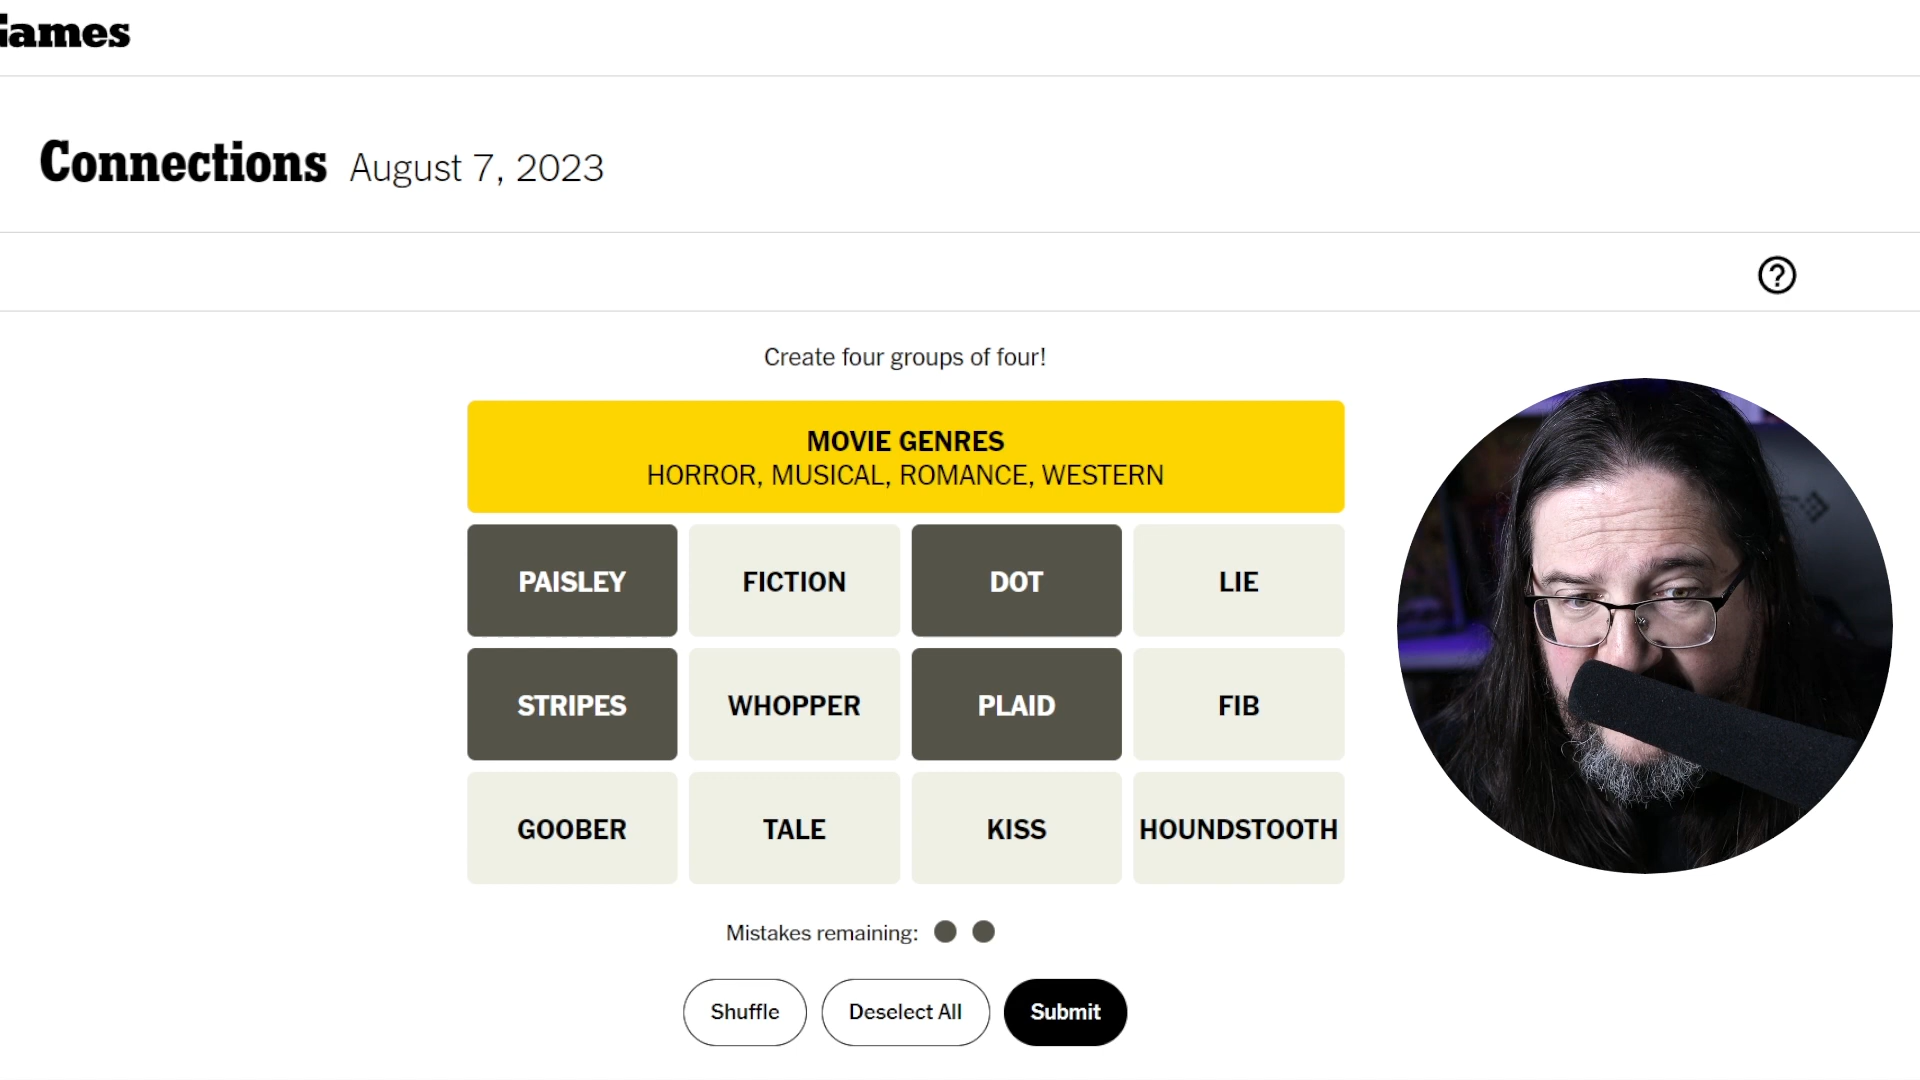 Games
Connections August 7, 2023
Create four groups of four!
MOVIE GENRES
HORROR, MUSICAL, ROMANCE, WESTERN
PAISLEY FICTION DOT LIE
STRIPES WHOPPER PLAID FIB
GOOBER TALE KISS HOUNDSTOOTH
Mistakes remaining:
Shuffle Deselect All Submit